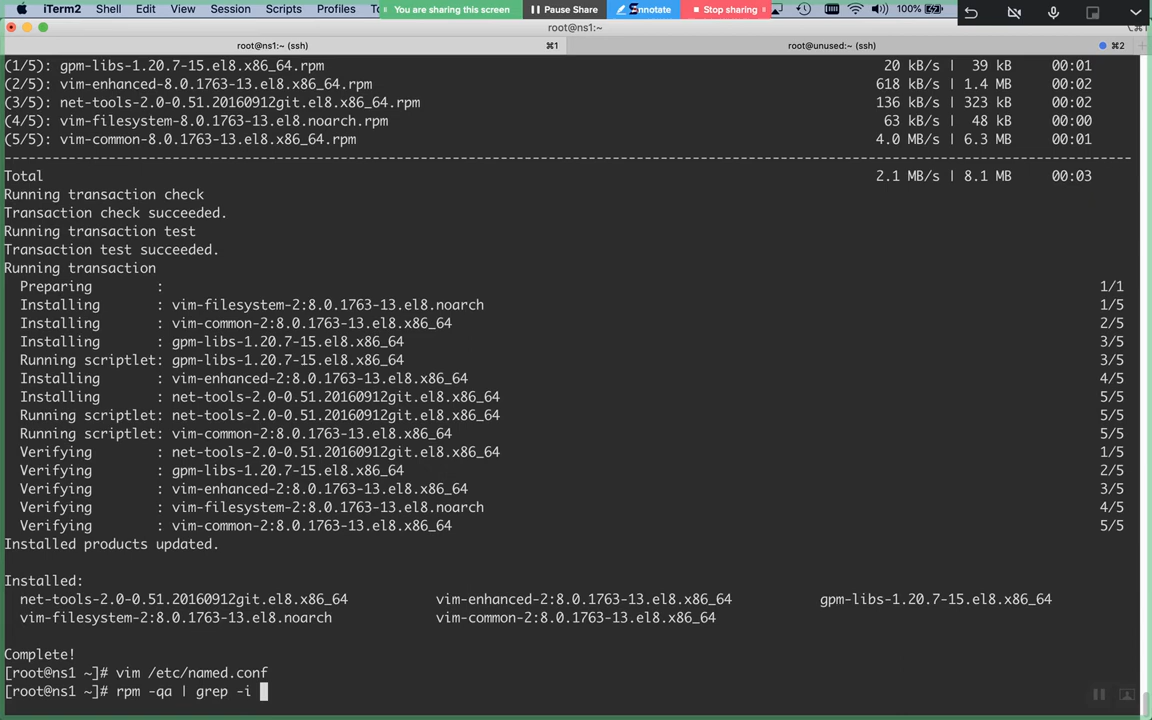 iTerm2 Shell Edit View Session Scripts Profiles You are sharing this screen Pause Share Annotate Stop sharing 100%
root@ns1:~
root@ns1:~ (ssh) ⌘1 root@unused:~ (ssh) ⌘2
(1/5): gpm-libs-1.20.7-15.el8.x86_64.rpm 20 kB/s | 39 kB 00:01
(2/5): vim-enhanced-8.0.1763-13.el8.x86_64.rpm 618 kB/s | 1.4 MB 00:02
(3/5): net-tools-2.0-0.51.20160912git.el8.x86_64.rpm 136 kB/s | 323 kB 00:02
(4/5): vim-filesystem-8.0.1763-13.el8.noarch.rpm 63 kB/s | 48 kB 00:00
(5/5): vim-common-8.0.1763-13.el8.x86_64.rpm 4.0 MB/s | 6.3 MB 00:01
Total 2.1 MB/s | 8.1 MB 00:03
Running transaction check
Transaction check succeeded.
Running transaction test
Transaction test succeeded.
Running transaction
Preparing : 1/1
Installing : vim-filesystem-2:8.0.1763-13.el8.noarch 1/5
Installing : vim-common-2:8.0.1763-13.el8.x86_64 2/5
Installing : gpm-libs-1.20.7-15.el8.x86_64 3/5
Running scriptlet: gpm-libs-1.20.7-15.el8.x86_64 3/5
Installing : vim-enhanced-2:8.0.1763-13.el8.x86_64 4/5
Installing : net-tools-2.0-0.51.20160912git.el8.x86_64 5/5
Running scriptlet: net-tools-2.0-0.51.20160912git.el8.x86_64 5/5
Running scriptlet: vim-common-2:8.0.1763-13.el8.x86_64 5/5
Verifying : net-tools-2.0-0.51.20160912git.el8.x86_64 1/5
Verifying : gpm-libs-1.20.7-15.el8.x86_64 2/5
Verifying : vim-enhanced-2:8.0.1763-13.el8.x86_64 3/5
Verifying : vim-filesystem-2:8.0.1763-13.el8.noarch 4/5
Verifying : vim-common-2:8.0.1763-13.el8.x86_64 5/5
Installed products updated.
Installed:
net-tools-2.0-0.51.20160912git.el8.x86_64 vim-enhanced-2:8.0.1763-13.el8.x86_64 gpm-libs-1.20.7-15.el8.x86_64
vim-filesystem-2:8.0.1763-13.el8.noarch vim-common-2:8.0.1763-13.el8.x86_64
Complete!
[root@ns1 ~]# vim /etc/named.conf
[root@ns1 ~]# rpm -qa | grep -i